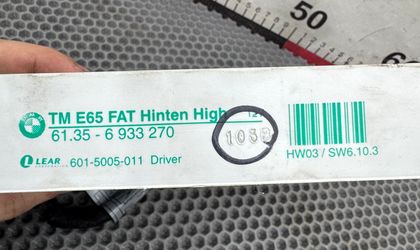 50
TM E65 FAT Hinten High
61.35 - 6 933 270
LEAR 601-5005-011 Driver
HW03 / SW6.10.3